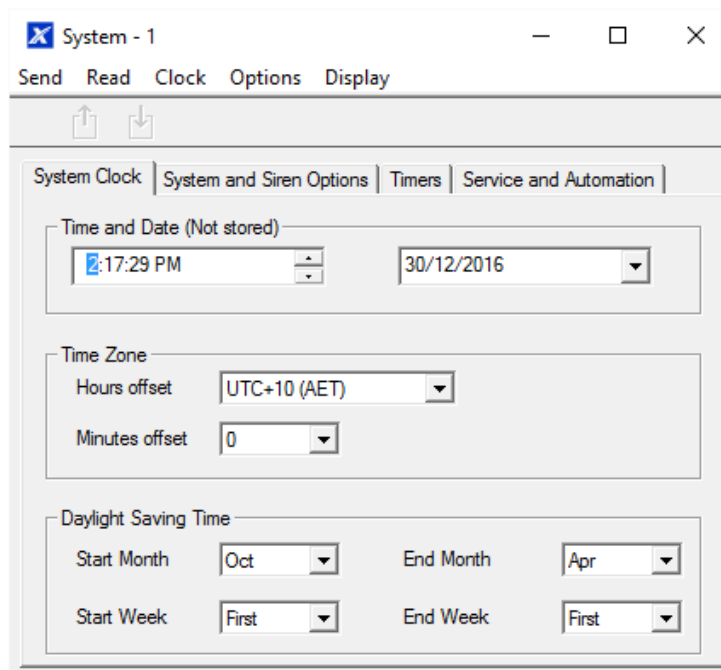 System - 1
Send Read Clock Options Display
System Clock System and Siren Options Timers Service and Automation
Time and Date (Not stored)
2:17:29 PM 30/12/2016
Time Zone
Hours offset UTC+10 (AET)
Minutes offset 0
Daylight Saving Time
Start Month Oct End Month Apr
Start Week First End Week First